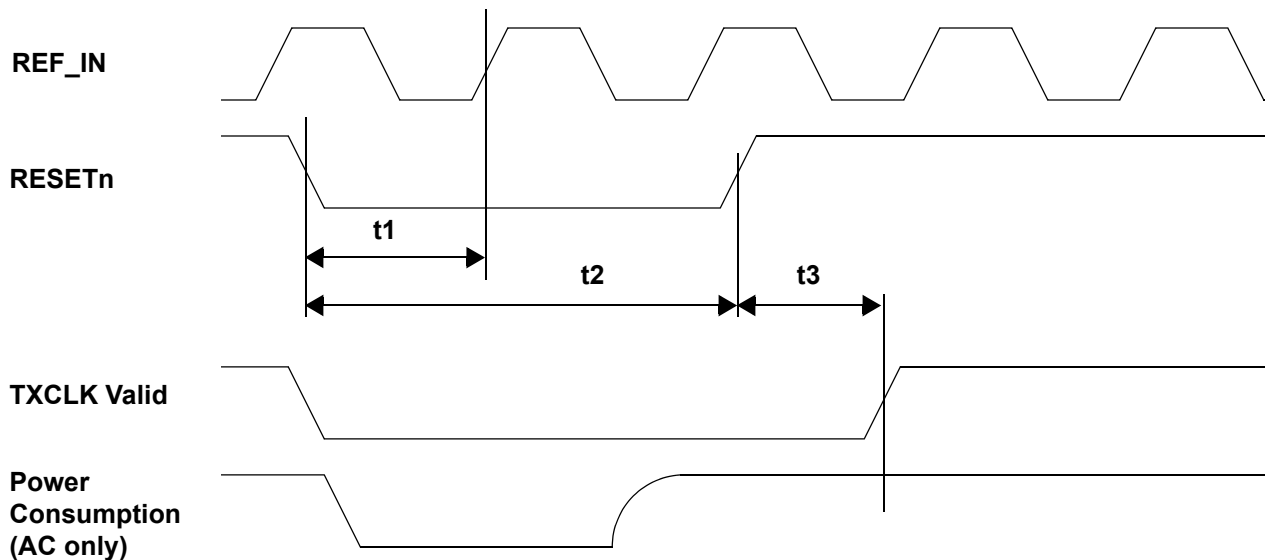 REF_IN
RESETn
t1
t2
t3
TXCLK Valid
Power
Consumption
(AC only)